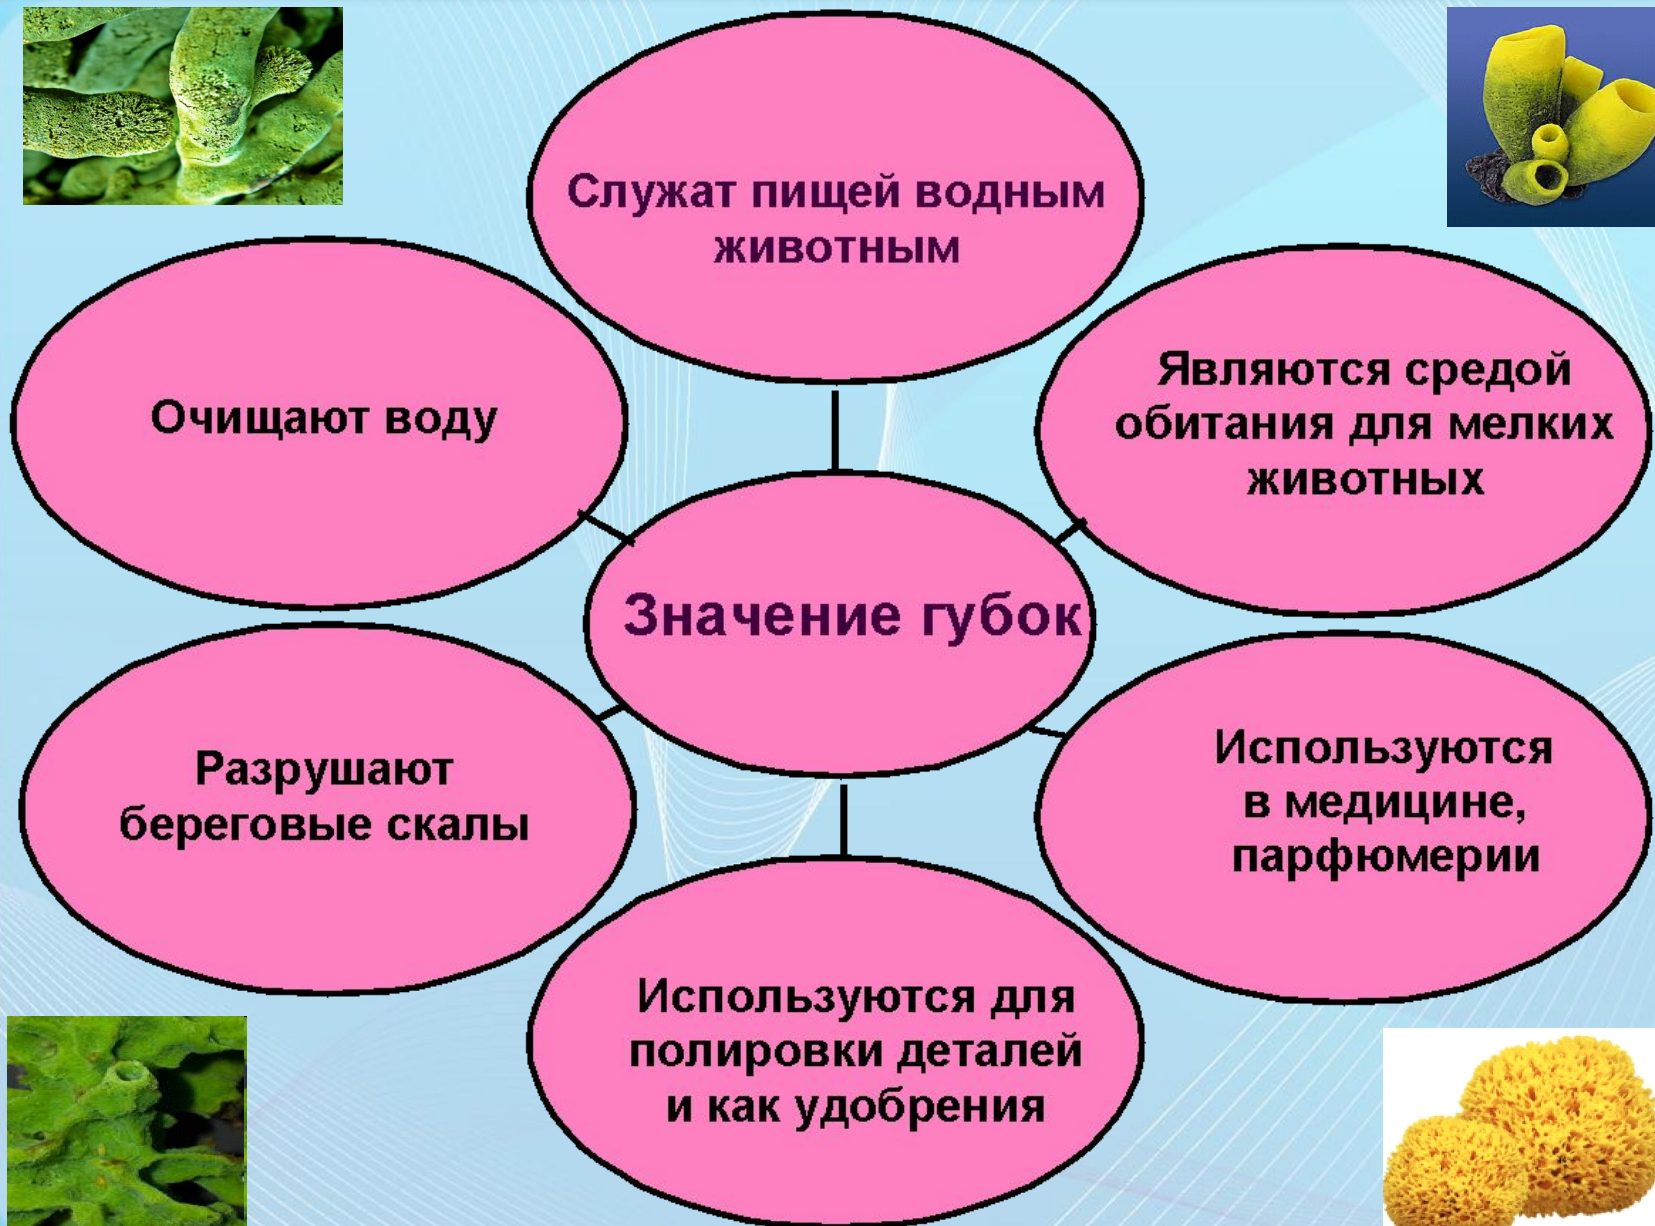 Служат пищей водным
животным
Очищают воду
Являются средой
обитания для мелких
животных
Значение губок
Разрушают
береговые скалы
Используются
в медицине,
парфюмерии
Используются для
полировки деталей
и как удобрения